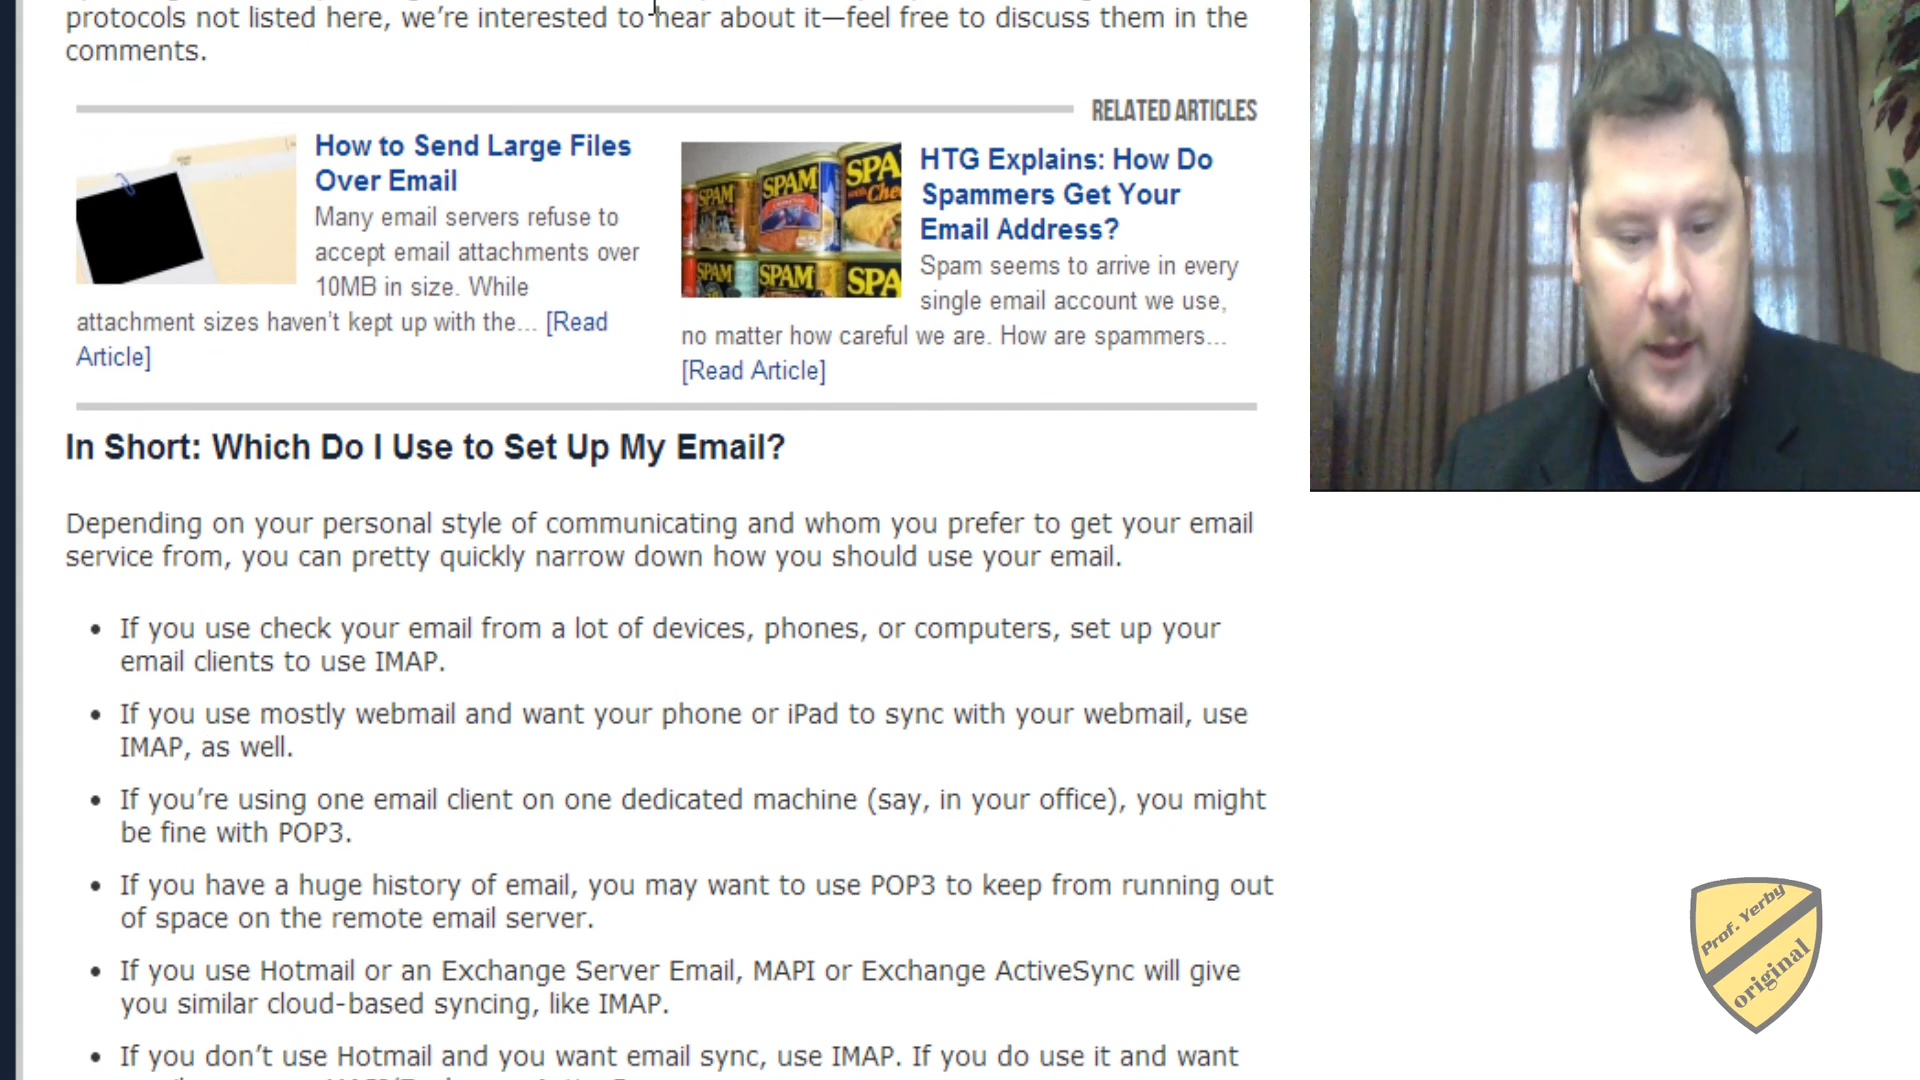 protocols not listed here, we're interested to hear about it—feel free to discuss them in the
comments.
RELATED ARTICLES
How to Send Large Files
Over Email
Many email servers refuse to
accept email attachments over
10MB in size. While
attachment sizes haven't kept up with the... [Read
Article]
SPAM
SPAM
SPA
SPAM
SPAM
SPA
HTG Explains: How Do
Spammers Get Your
Email Address?
Spam seems to arrive in every
single email account we use,
no matter how careful we are. How are spammers...
[Read Article]
In Short: Which Do I Use to Set Up My Email?
Depending on your personal style of communicating and whom you prefer to get your email
service from, you can pretty quickly narrow down how you should use your email.
• If you use check your email from a lot of devices, phones, or computers, set up your
email clients to use IMAP.
• If you use mostly webmail and want your phone or iPad to sync with your webmail, use
IMAP, as well.
• If you’re using one email client on one dedicated machine (say, in your office), you might
be fine with POP3.
• If you have a huge history of email, you may want to use POP3 to keep from running out
of space on the remote email server.
• If you use Hotmail or an Exchange Server Email, MAPI or Exchange ActiveSync will give
you similar cloud-based syncing, like IMAP.
• If you don’t use Hotmail and you want email sync, use IMAP. If you do use it and want
Prof. Yerby
original